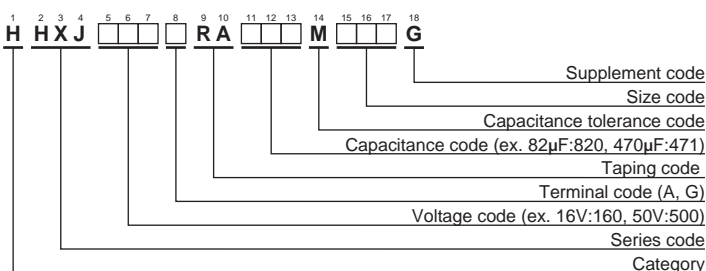 1 2 3 4 5 6 7 8 9 10 11 12 13 14 15 16 17 18
H HXJ □□□ □ RA □□□ M □□□ G
Supplement code
Size code
Capacitance tolerance code
Capacitance code (ex. 82μF:820, 470μF:471)
Taping code
Terminal code (A, G)
Voltage code (ex. 16V:160, 50V:500)
Series code
Category